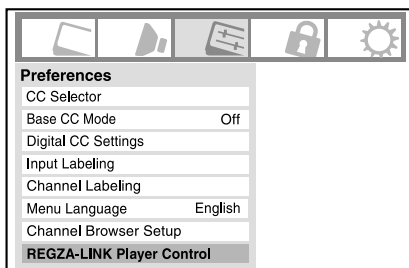 Preferences
CC Selector
Base CC Mode Off
Digital CC Settings
Input Labeling
Channel Labeling
Menu Language English
Channel Browser Setup
REGZA-LINK Player Control